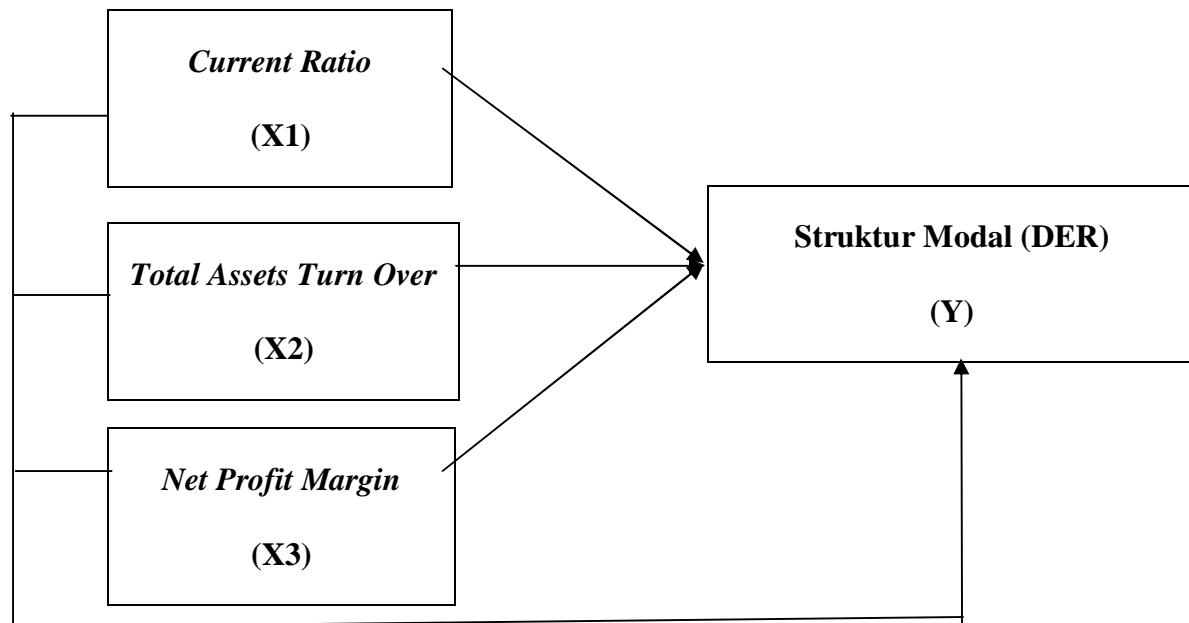 Current Ratio
(X1)
Total Assets Turn Over
(X2)
Net Profit Margin
(X3)
Struktur Modal (DER)
(Y)